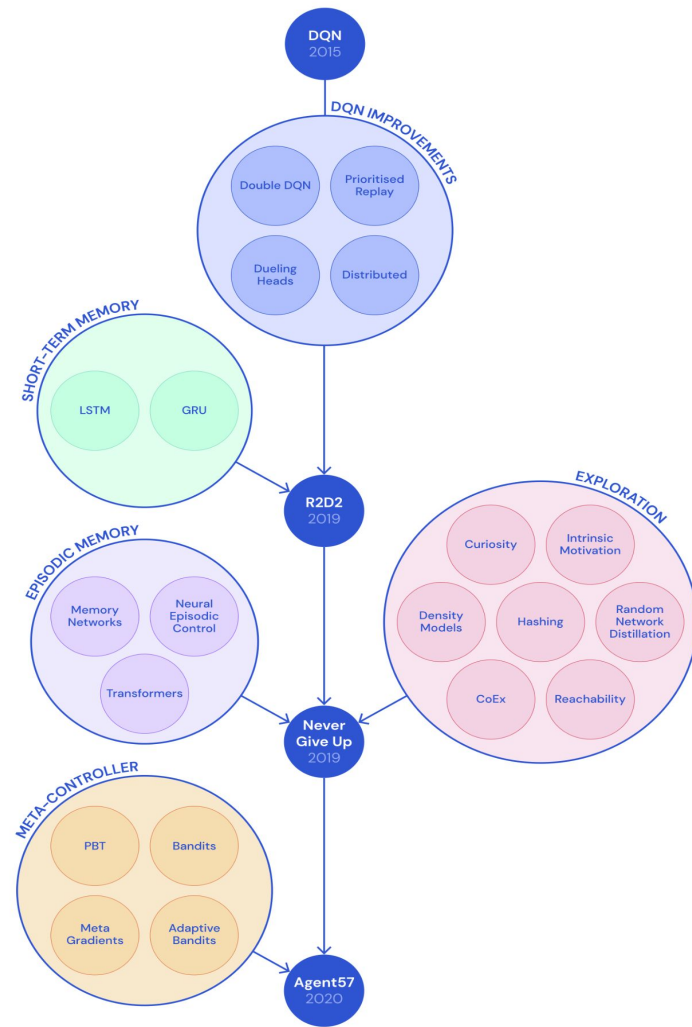 DQN
2015
DQN IMPROVEMENTS
Double DQN
Prioritised
Replay
Dueling
Heads
Distributed
SHORT-TERM MEMORY
LSTM
GRU
R2D2
2019
EXPLORATION
Curiosity
Intrinsic
Motivation
Density
Models
Hashing
Random
Network
Distillation
CoEx
Reachability
EPISODIC MEMORY
Memory
Networks
Neural
Episodic
Control
Transformers
Never
Give Up
2019
META-CONTROLLER
PBT
Bandits
Meta
Gradients
Adaptive
Bandits
Agent57
2020